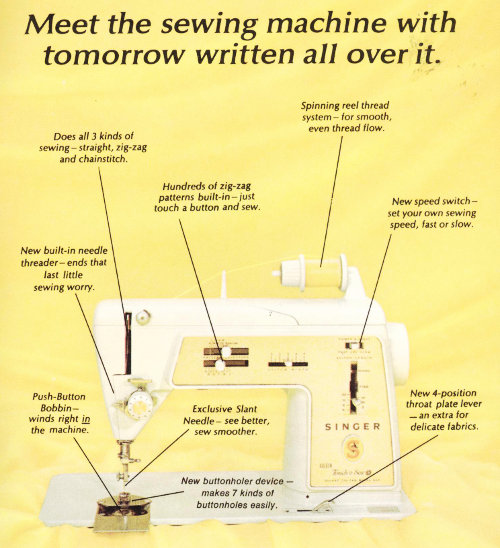 Meet the sewing machine with
tomorrow written all over it.
Spinning reel thread
system—for smooth,
even thread flow.
Does all 3 kinds of
sewing—straight, zig-zag
and chainstitch.
Hundreds of zig-zag
patterns built-in—just
touch a button and sew.
New speed switch—
set your own sewing
speed, fast or slow.
New built-in needle
threader—ends that
last little
sewing worry.
Push-Button
Bobbin—
winds right in
the machine.
Exclusive Slant
Needle—see better,
sew smoother.
New 4-position
throat plate lever
—an extra for
delicate fabrics.
SINGER
S
Touch & Sew
New buttonholer device—
makes 7 kinds of
buttonholes easily.